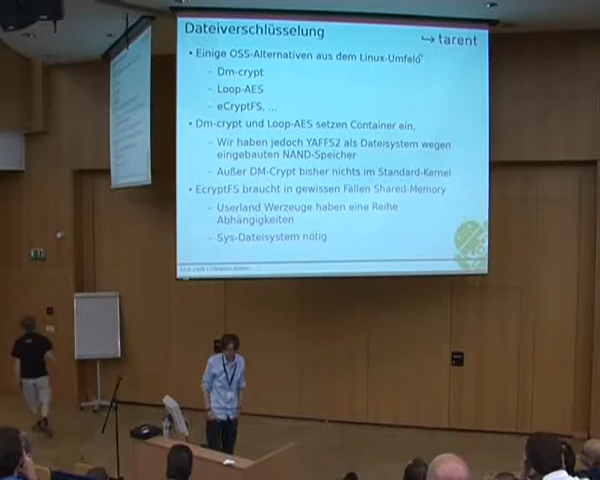 Dateiverschlüsselung
tarent
• Einige OSS-Alternativen aus dem Linux-Umfeld
– Dm-crypt
– Loop-AES
– eCryptFS, ...
• Dm-crypt und Loop-AES setzen Container ein,
– Wir haben jedoch YAFFS2 als Dateisystem wegen
eingebauten NAND-Speicher
– Außer DM-Crypt bisher nichts im Standard-Kernel
• EcryptFS braucht in gewissen Fällen Shared-Memory
– Userland Werzeuge haben eine Reihe
Abhängigkeiten
– Sys-Dateisystem nötig